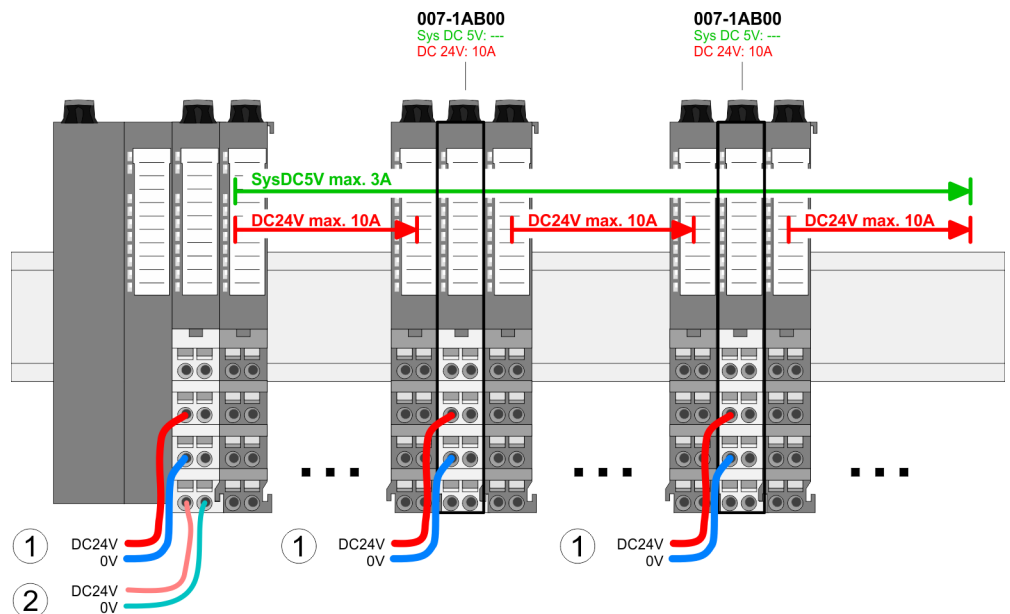 007-1AB00
Sys DC 5V: ---
DC 24V: 10A
007-1AB00
Sys DC 5V: ---
DC 24V: 10A
SysDC5V max. 3A
DC24V max. 10A
DC24V max. 10A
DC24V max. 10A
1
DC24V
0V
1
DC24V
0V
1
DC24V
0V
2
DC24V
0V